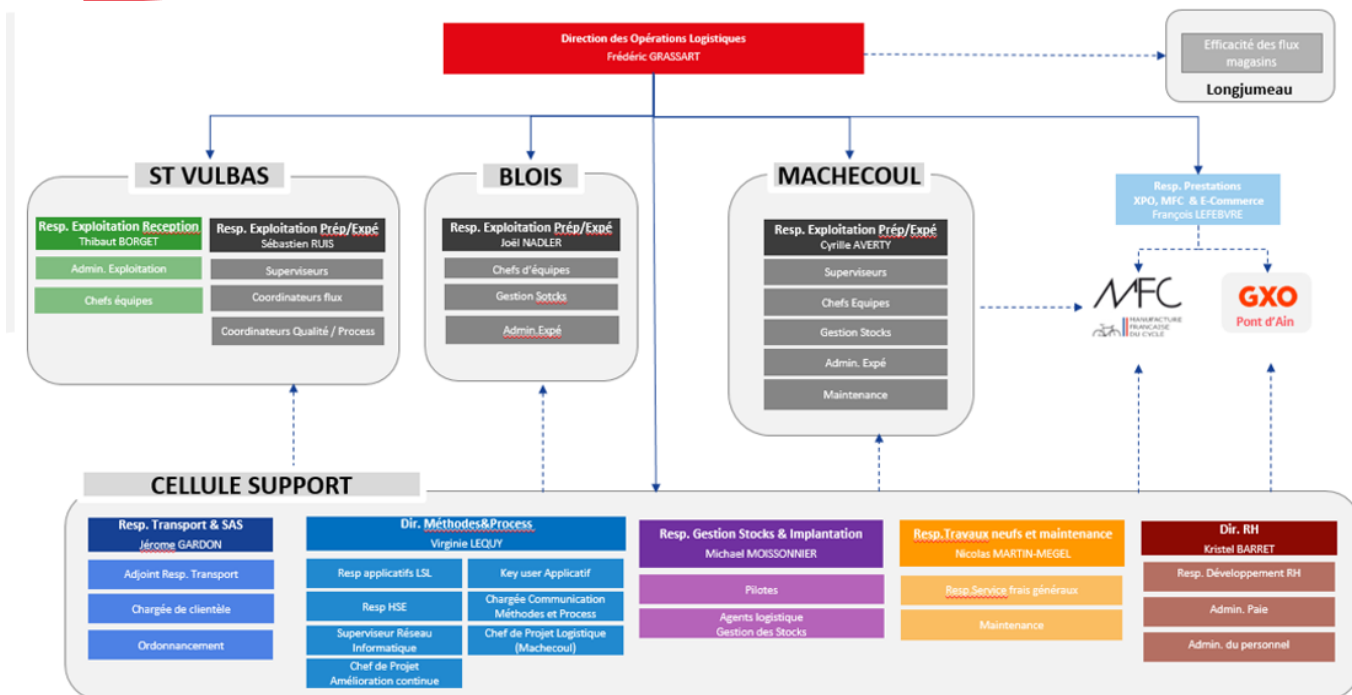 Direction des Opérations Logistiques
Frédéric GRASSART
Efficacité des flux
magasins
Longjumeau
ST VULBAS
Resp. Exploitation Reception
Thibaut BORGET
Admin. Exploitation
Chefs équipes
Resp. Exploitation Prép/Expé
Sébastien RUIS
Superviseurs
Coordinateurs flux
Coordinateurs Qualité / Process
BLOIS
Resp. Exploitation Prép/Expé
Joël NADLER
Chefs d'équipes
Gestion Sotcks
Admin.Expé
MACHECOUL
Resp. Exploitation Prép/Expé
Cyrille AVERTY
Superviseurs
Chefs Equipes
Gestion Stocks
Admin. Expé
Maintenance
Resp. Prestations
XPO, MFC & E-Commerce
François LEFEBVRE
MFC
MANUFACTURE
FRANÇAISE
DU CYCLE
GXO
Pont d'Ain
CELLULE SUPPORT
Resp. Transport & SAS
Jérome GARDON
Adjoint Resp. Transport
Chargée de clientèle
Ordonnancement
Dir. Méthodes&Process
Virginie LEQUY
Resp applicatifs LSL
Resp HSE
Superviseur Réseau
Informatique
Chef de Projet
Amélioration continue
Key user Applicatif
Chargée Communication
Méthodes et Process
Chef de Projet Logistique
(Machecoul)
Resp. Gestion Stocks & Implantation
Michael MOISSONNIER
Pilotes
Agents logistique
Gestion des Stocks
Resp.Travaux neufs et maintenance
Nicolas MARTIN-MEGEL
Resp.Service frais généraux
Maintenance
Dir. RH
Kristel BARRET
Resp. Développement RH
Admin. Paie
Admin. du personnel